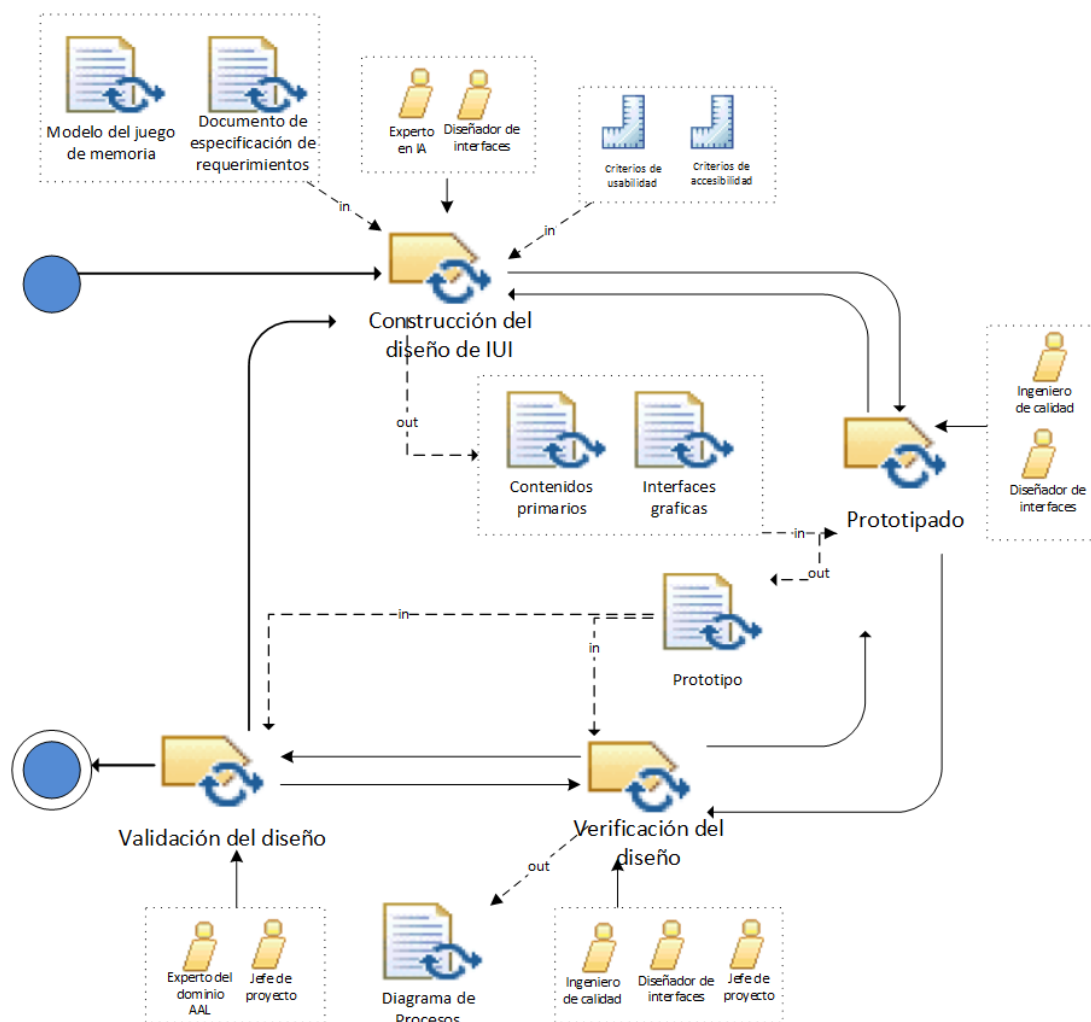 Modelo del juego
de memoria
Documento de
especificación de
requerimientos
Experto
en IA
Diseñador de
interfaces
Criterios de
usabilidad
Criterios de
accesibilidad
in
in
Construcción del
diseño de IUI
out
Contenidos
primarios
Interfaces
graficas
Ingeniero
de calidad
Diseñador de
interfaces
Prototipado
in
out
in
in
Prototipo
Validación del diseño
Verificación del
diseño
out
Experto del
dominio
AAL
Jefe de
proyecto
Diagrama de
Procesos
Ingeniero
de calidad
Diseñador de
interfaces
Jefe de
proyecto